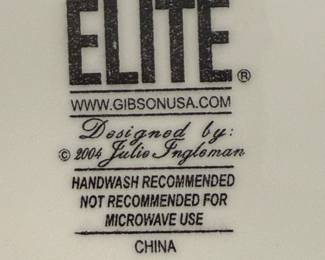 ELITE®
WWW.GIBSONUSA.COM
Designed by:
© 2004 Julie Ingleman
HANDWASH RECOMMENDED
NOT RECOMMENDED FOR
MICROWAVE USE
CHINA